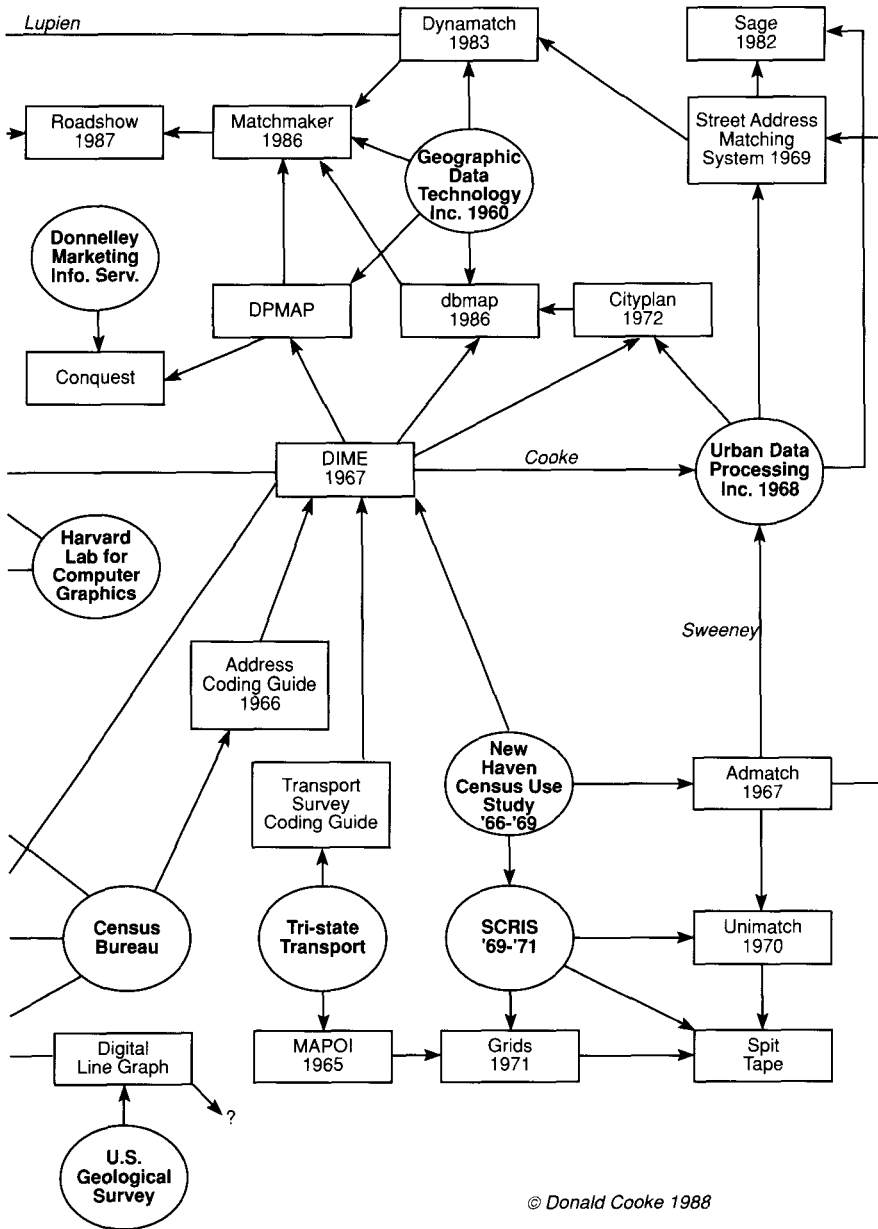 Lupien
Dynamatch
1983
Sage
1982
Roadshow
1987
Matchmaker
1986
Geographic
Data
Technology
Inc. 1960
Street Address
Matching
System 1969
Donnelley
Marketing
Info. Serv.
DPMAP
dbmap
1986
Cityplan
1972
Conquest
DIME
1967
Cooke
Urban Data
Processing
Inc. 1968
Harvard
Lab for
Computer
Graphics
Sweeney
Address
Coding Guide
1966
New
Haven
Census Use
Study
'66-'69
Admatch
1967
Transport
Survey
Coding Guide
Census
Bureau
Tri-state
Transport
SCRIS
'69-'71
Unimatch
1970
Digital
Line Graph
MAPOI
1965
Grids
1971
Spit
Tape
?
U.S.
Geological
Survey
© Donald Cooke 1988